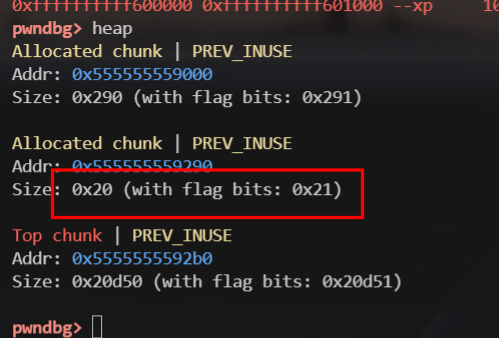 0xffffffffff600000 0xffffffffff601000 --xp 10
pwndbg> heap
Allocated chunk | PREV_INUSE
Addr: 0x555555559000
Size: 0x290 (with flag bits: 0x291)
Allocated chunk | PREV_INUSE
Addr: 0x555555559290
Size: 0x20 (with flag bits: 0x21)
Top chunk | PREV_INUSE
Addr: 0x5555555592b0
Size: 0x20d50 (with flag bits: 0x20d51)
pwndbg>